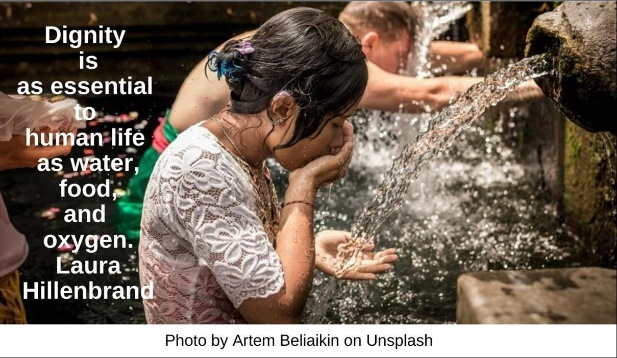 Dignity
is
as essential
to
human life
as water,
food,
and
oxygen.
Laura
Hillenbrand
Photo by Artem Beliaikin on Unsplash